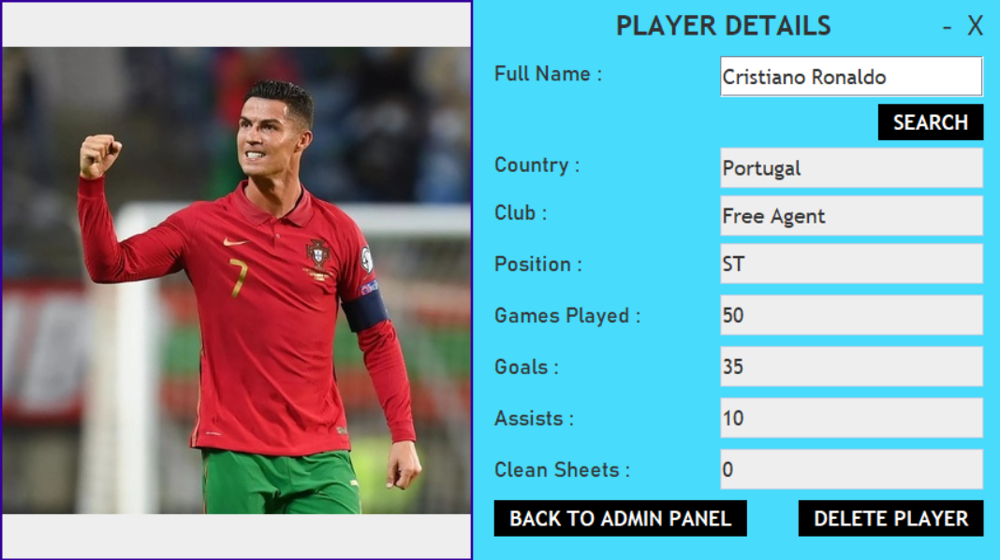 PLAYER DETAILS - X
Full Name : Cristiano Ronaldo
SEARCH
Country : Portugal
Club : Free Agent
Position : ST
Games Played : 50
Goals : 35
Assists : 10
Clean Sheets : 0
BACK TO ADMIN PANEL DELETE PLAYER
7